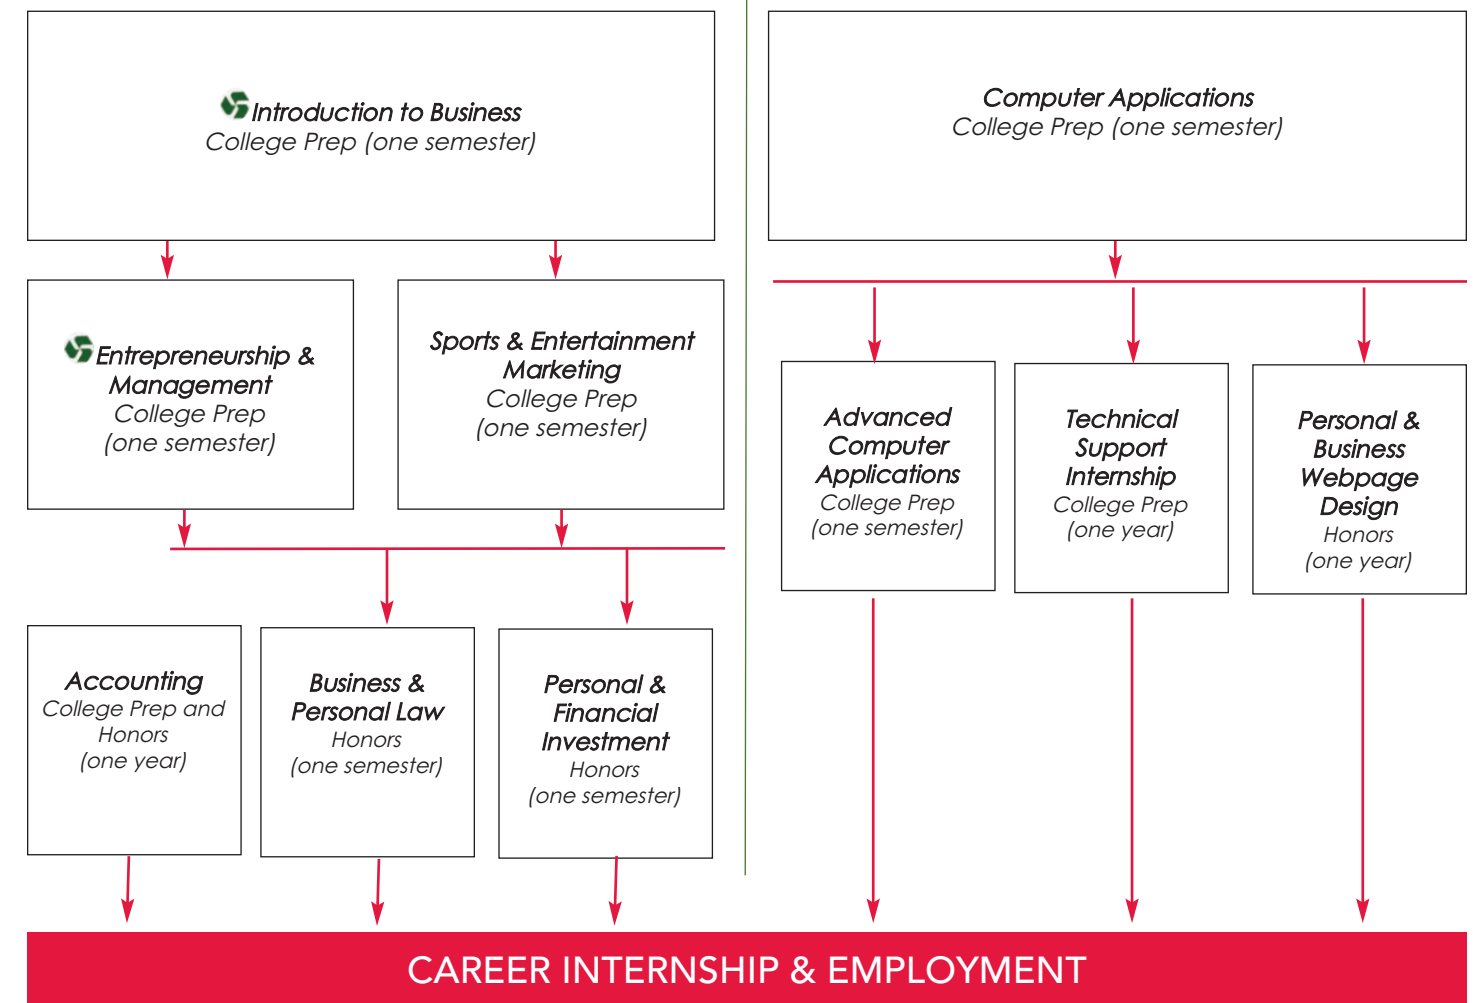 Introduction to Business
College Prep (one semester)
Computer Applications
College Prep (one semester)
Entrepreneurship &
Management
College Prep
(one semester)
Sports & Entertainment
Marketing
College Prep
(one semester)
Advanced
Computer
Applications
College Prep
(one semester)
Technical
Support
Internship
College Prep
(one year)
Personal &
Business
Webpage
Design
Honors
(one year)
Accounting
College Prep and
Honors
(one year)
Business &
Personal Law
Honors
(one semester)
Personal &
Financial
Investment
Honors
(one semester)
CAREER INTERNSHIP & EMPLOYMENT